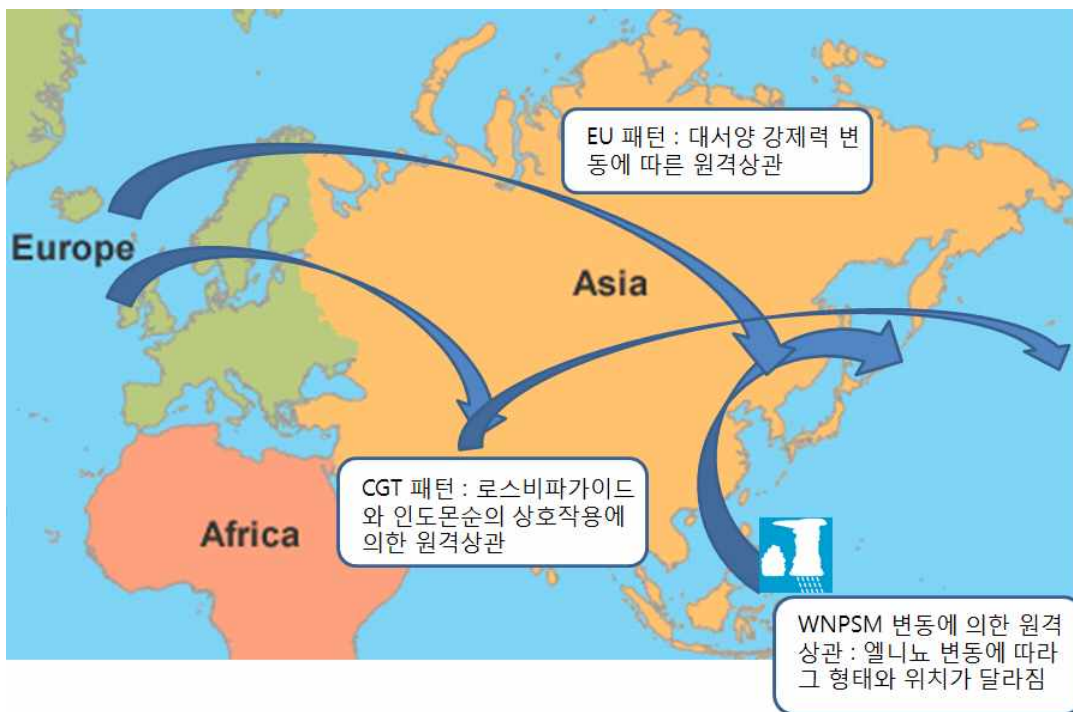 EU 패턴 : 대서양 강제력 변
동에 따른 원격상관
Europe
Asia
CGT 패턴 : 로스비파가이드
와 인도몬순의 상호작용에
의한 원격상관
Africa
WNPSM 변동에 의한 원격
상관 : 엘니뇨 변동에 따라
그 형태와 위치가 달라짐